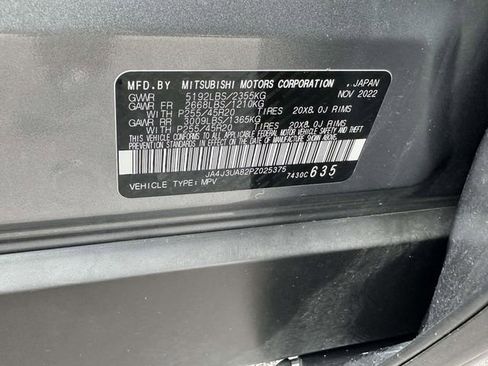 MFD.BY MITSUBISHI MOTORS CORPORATION , JAPAN
GVWR 5192LBS/2355KG NOV 2022
GAWR FR 2668LBS/1210KG
WITH P255/45R20 TIRES 20X8.0J RIMS
GAWR RR 3009LBS/1365KG
WITH P255/45R20 TIRES 20X8.0J RIMS
THIS VEHICLE CONFORMS TO ALL APPLICABLE FEDERAL MOTOR VEHICLE SAFETY, BUMPER, AND THEFT
PREVENTION STANDARDS IN EFFECT ON THE DATE OF MANUFACTURE SHOWN ABOVE.
JA4J3UA82PZ025375 7430C 635
VEHICLE TYPE: MPV